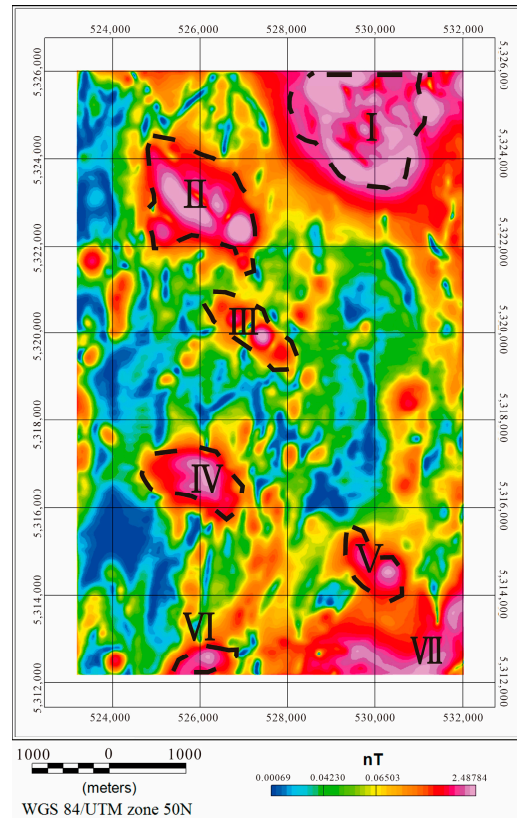 524,000 526,000 528,000 530,000 532,000
5,326,000 5,326,000
I
5,324,000 5,324,000
II
5,322,000 5,322,000
III
5,320,000 5,320,000
5,318,000 5,318,000
IV
5,316,000 5,316,000
V
5,314,000 5,314,000
VI
VII
5,312,000 5,312,000
524,000 526,000 528,000 530,000 532,000
1000 0 1000
(meters)
WGS 84/UTM zone 50N
nT
0.00069 0.04230 0.06503 2.48784